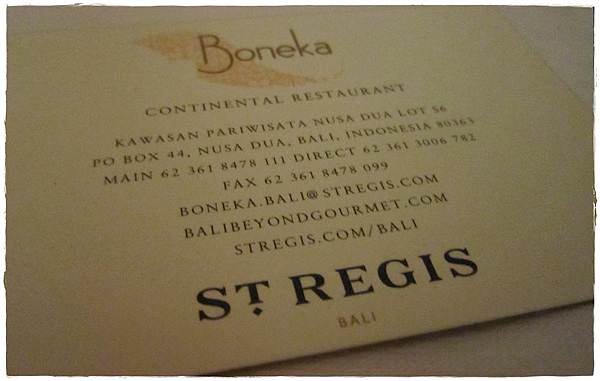 Boneka
CONTINENTAL RESTAURANT
KAWASAN PARIWISATA NUSA DUA LOT S6
PO BOX 44, NUSA DUA, BALI, INDONESIA 80363
MAIN 62 361 8478 111 DIRECT 62 361 3006 782
FAX 62 361 8478 099
BONEKA.BALI@STREGIS.COM
BALIBEYONDGOURMET.COM
STREGIS.COM/BALI
ST REGIS
BALI